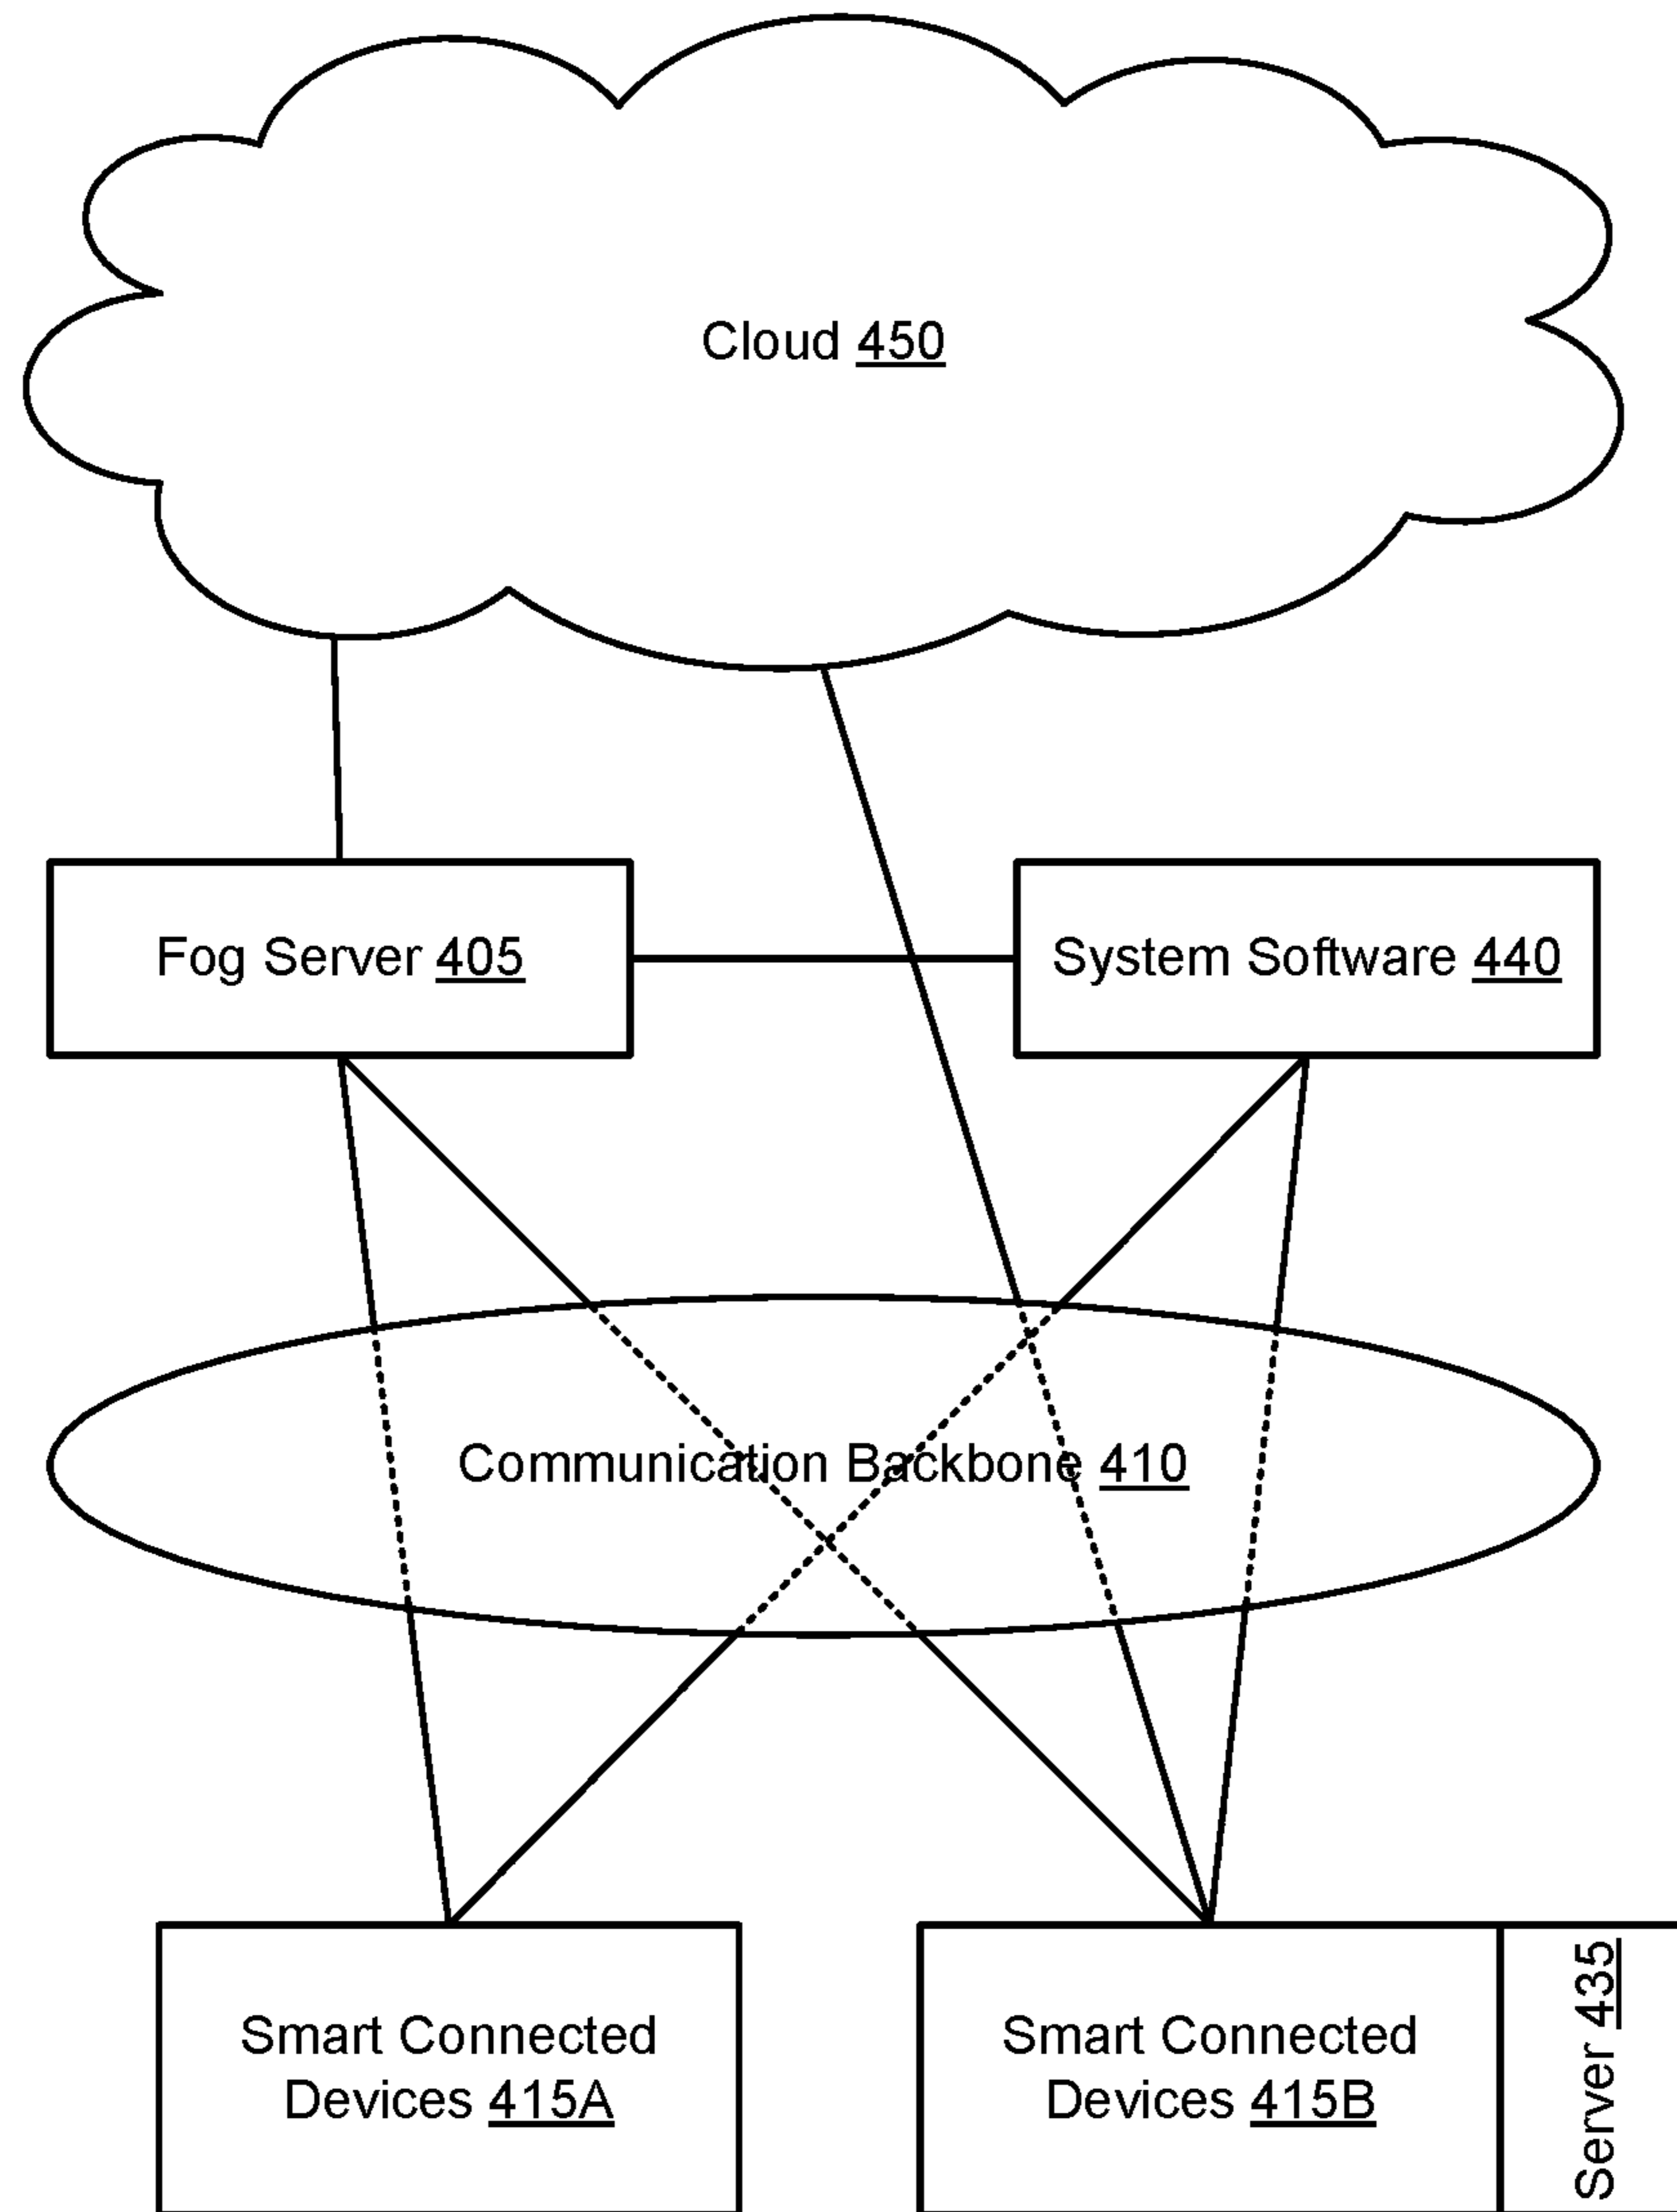 Cloud 450
Fog Server 405
System Software 440
Communication Backbone 410
Smart Connected
Devices 415A
Smart Connected
Devices 415B
Server 435